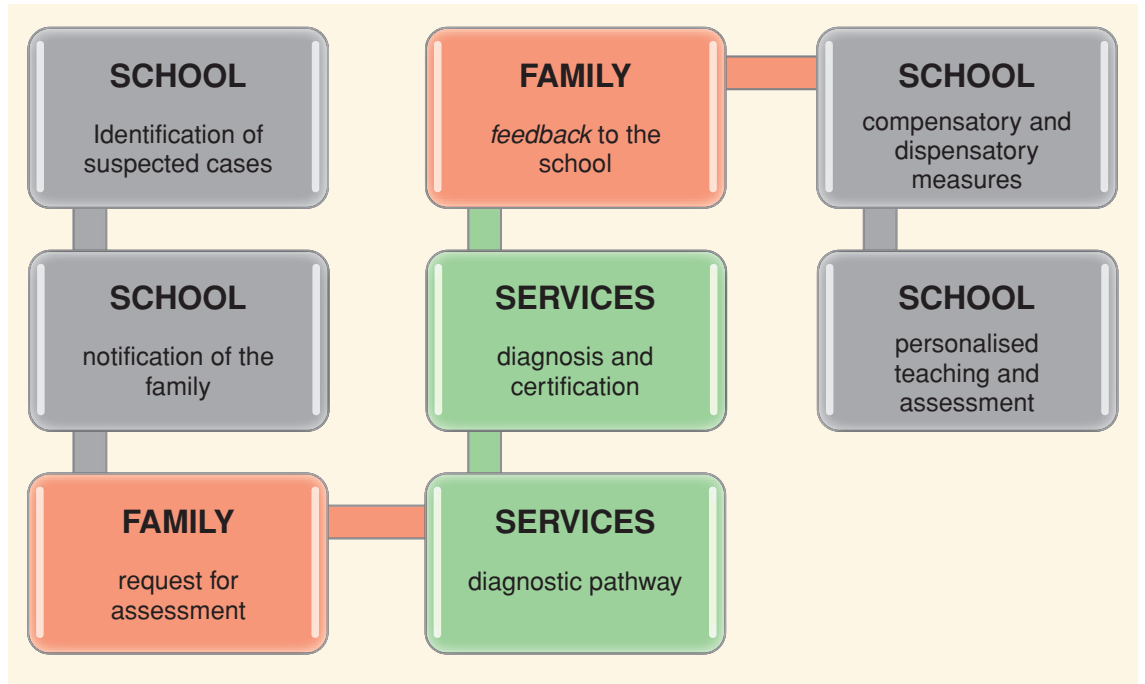 SCHOOL
Identification of
suspected cases
SCHOOL
notification of the
family
FAMILY
request for
assessment
SERVICES
diagnostic pathway
SERVICES
diagnosis and
certification
FAMILY
feedback to the
school
SCHOOL
compensatory and
dispensatory
measures
SCHOOL
personalised
teaching and
assessment